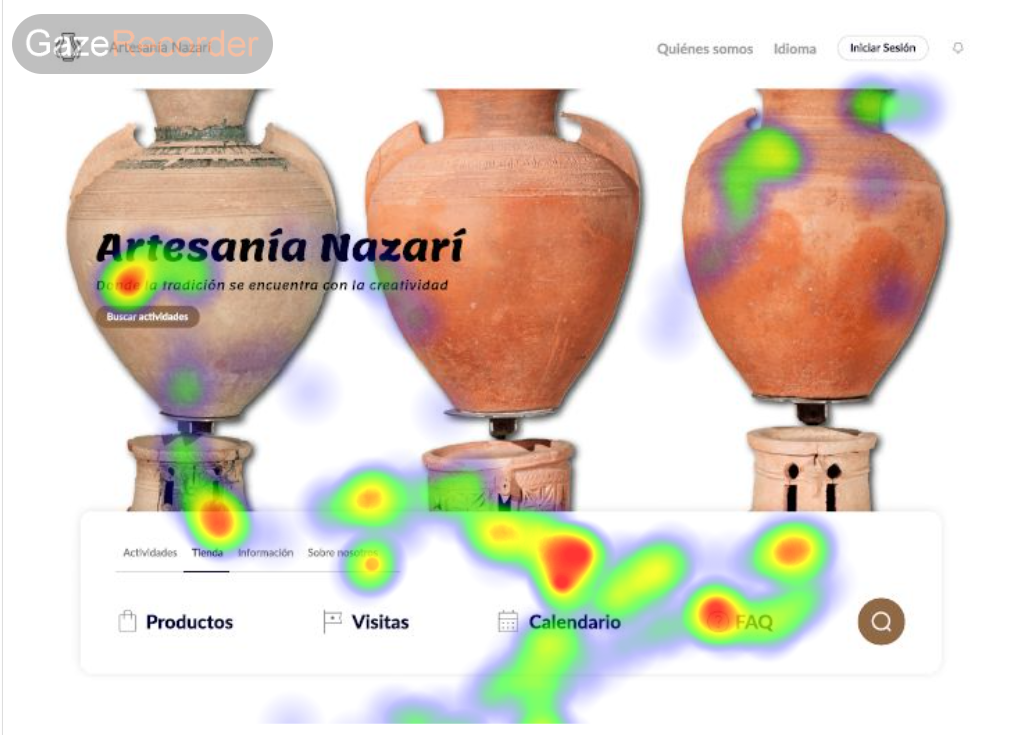 GazeRecorder
Artesanía Nazarí
Quiénes somos
Idioma
Iniciar Sesión
Artesanía Nazarí
Donde la tradición se encuentra con la creatividad
Buscar actividades
Actividades
Tienda
Información
Sobre nosotros
Productos
Visitas
Calendario
FAQ